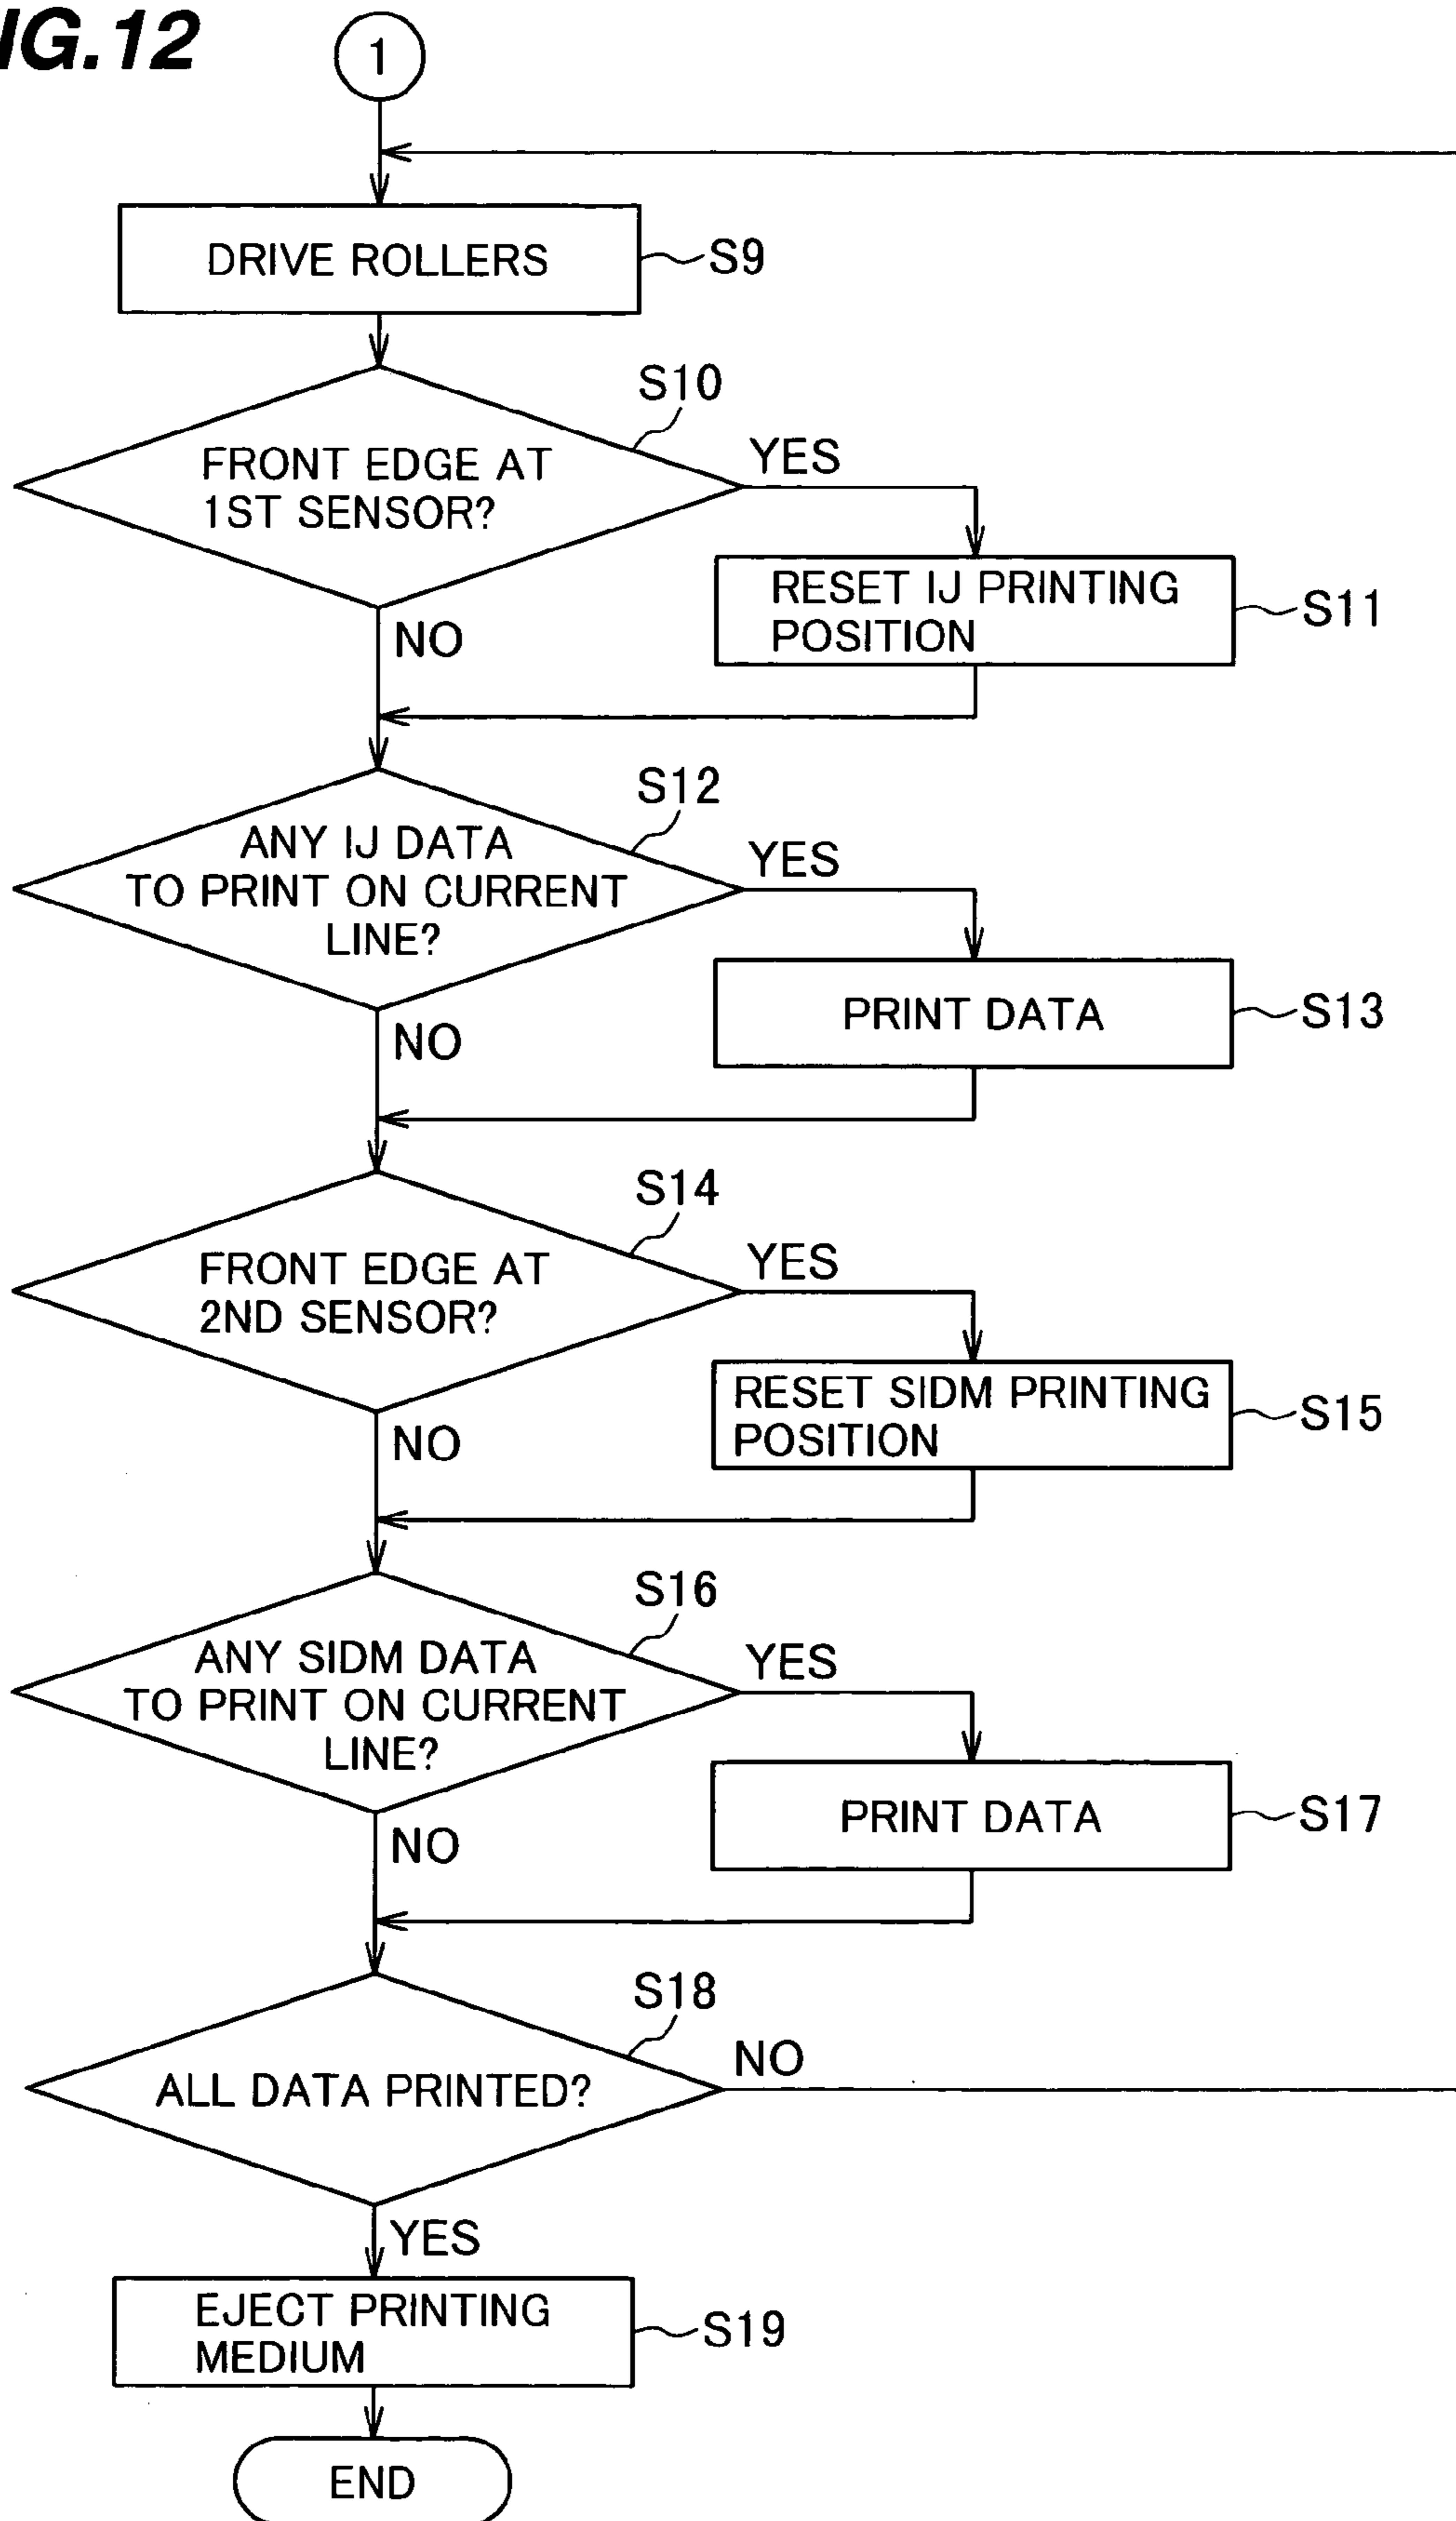 IG.12
1
DRIVE ROLLERS
S9
S10
FRONT EDGE AT
1ST SENSOR?
YES
NO
RESET IJ PRINTING
POSITION
S11
S12
ANY IJ DATA
TO PRINT ON CURRENT
LINE?
YES
NO
PRINT DATA
S13
S14
FRONT EDGE AT
2ND SENSOR?
YES
NO
RESET SIDM PRINTING
POSITION
S15
S16
ANY SIDM DATA
TO PRINT ON CURRENT
LINE?
YES
NO
PRINT DATA
S17
S18
ALL DATA PRINTED?
NO
YES
EJECT PRINTING
MEDIUM
S19
END